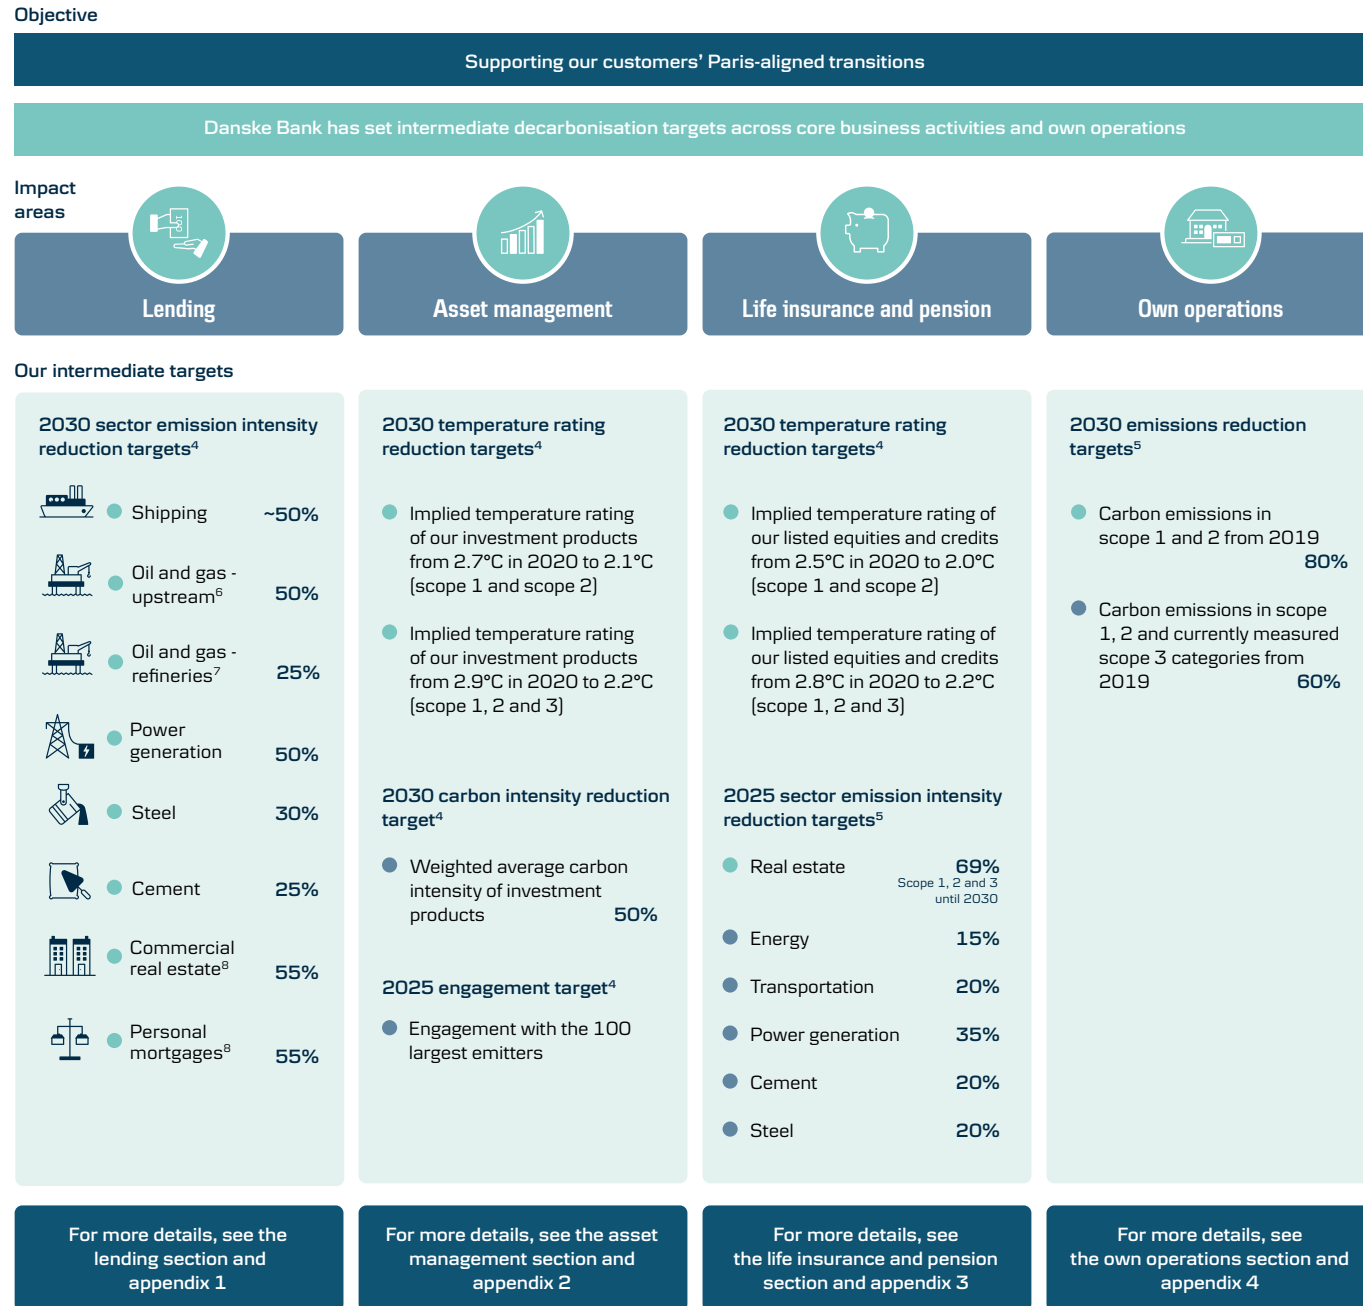 Objective
Supporting our customers' Paris-aligned transitions
Danske Bank has set intermediate decarbonisation targets across core business activities and own operations
Impact
areas
Lending
Asset management
Life insurance and pension
Own operations
Our intermediate targets
2030 sector emission intensity
reduction targets⁴
Shipping ~50%
Oil and gas -
upstream⁶ 50%
Oil and gas -
refineries⁷ 25%
Power
generation 50%
Steel 30%
Cement 25%
Commercial
real estate⁸ 55%
Personal
mortgages⁸ 55%
2030 temperature rating
reduction targets⁴
Implied temperature rating
of our investment products
from 2.7°C in 2020 to 2.1°C
(scope 1 and scope 2)
Implied temperature rating
of our investment products
from 2.9°C in 2020 to 2.2°C
(scope 1, 2 and 3)
2030 carbon intensity reduction
target⁴
Weighted average carbon
intensity of investment
products 50%
2025 engagement target⁴
Engagement with the 100
largest emitters
2030 temperature rating
reduction targets⁴
Implied temperature rating of
our listed equities and credits
from 2.5°C in 2020 to 2.0°C
(scope 1 and scope 2)
Implied temperature rating of
our listed equities and credits
from 2.8°C in 2020 to 2.2°C
(scope 1, 2 and 3)
2025 sector emission intensity
reduction targets⁵
Real estate 69%
Scope 1, 2 and 3
until 2030
Energy 15%
Transportation 20%
Power generation 35%
Cement 20%
Steel 20%
2030 emissions reduction
targets⁵
Carbon emissions in
scope 1 and 2 from 2019
80%
Carbon emissions in scope
1, 2 and currently measured
scope 3 categories from
2019 60%
For more details, see the
lending section and
appendix 1
For more details, see the asset
management section and
appendix 2
For more details, see
the life insurance and pension
section and appendix 3
For more details, see
the own operations section and
appendix 4